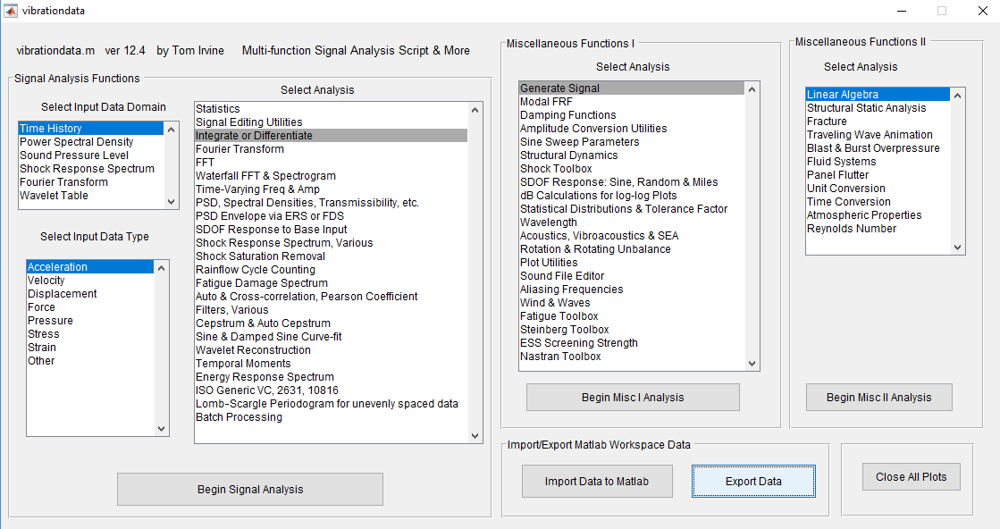 vibrationdata
vibrationdata.m ver 12.4 by Tom Irvine Multi-function Signal Analysis Script & More
Signal Analysis Functions
Select Input Data Domain
Time History
Power Spectral Density
Sound Pressure Level
Shock Response Spectrum
Fourier Transform
Wavelet Table
Select Input Data Type
Acceleration
Velocity
Displacement
Force
Pressure
Stress
Strain
Other
Select Analysis
Statistics
Signal Editing Utilities
Integrate or Differentiate
Fourier Transform
FFT
Waterfall FFT & Spectrogram
Time-Varying Freq & Amp
PSD, Spectral Densities, Transmissibility, etc.
PSD Envelope via ERS or FDS
SDOF Response to Base Input
Shock Response Spectrum, Various
Shock Saturation Removal
Rainflow Cycle Counting
Fatigue Damage Spectrum
Auto & Cross-correlation, Pearson Coefficient
Filters, Various
Cepstrum & Auto Cepstrum
Sine & Damped Sine Curve-fit
Wavelet Reconstruction
Temporal Moments
Energy Response Spectrum
ISO Generic VC, 2631, 10816
Lomb-Scargle Periodogram for unevenly spaced data
Batch Processing
Begin Signal Analysis
Miscellaneous Functions I
Select Analysis
Generate Signal
Modal FRF
Damping Functions
Amplitude Conversion Utilities
Sine Sweep Parameters
Structural Dynamics
Shock Toolbox
SDOF Response: Sine, Random & Miles
dB Calculations for log-log Plots
Statistical Distributions & Tolerance Factor
Wavelength
Acoustics, Vibroacoustics & SEA
Rotation & Rotating Unbalance
Plot Utilities
Sound File Editor
Aliasing Frequencies
Wind & Waves
Fatigue Toolbox
Steinberg Toolbox
ESS Screening Strength
Nastran Toolbox
Begin Misc I Analysis
Miscellaneous Functions II
Select Analysis
Linear Algebra
Structural Static Analysis
Fracture
Traveling Wave Animation
Blast & Burst Overpressure
Fluid Systems
Panel Flutter
Unit Conversion
Time Conversion
Atmospheric Properties
Reynolds Number
Begin Misc II Analysis
Import/Export Matlab Workspace Data
Import Data to Matlab
Export Data
Close All Plots